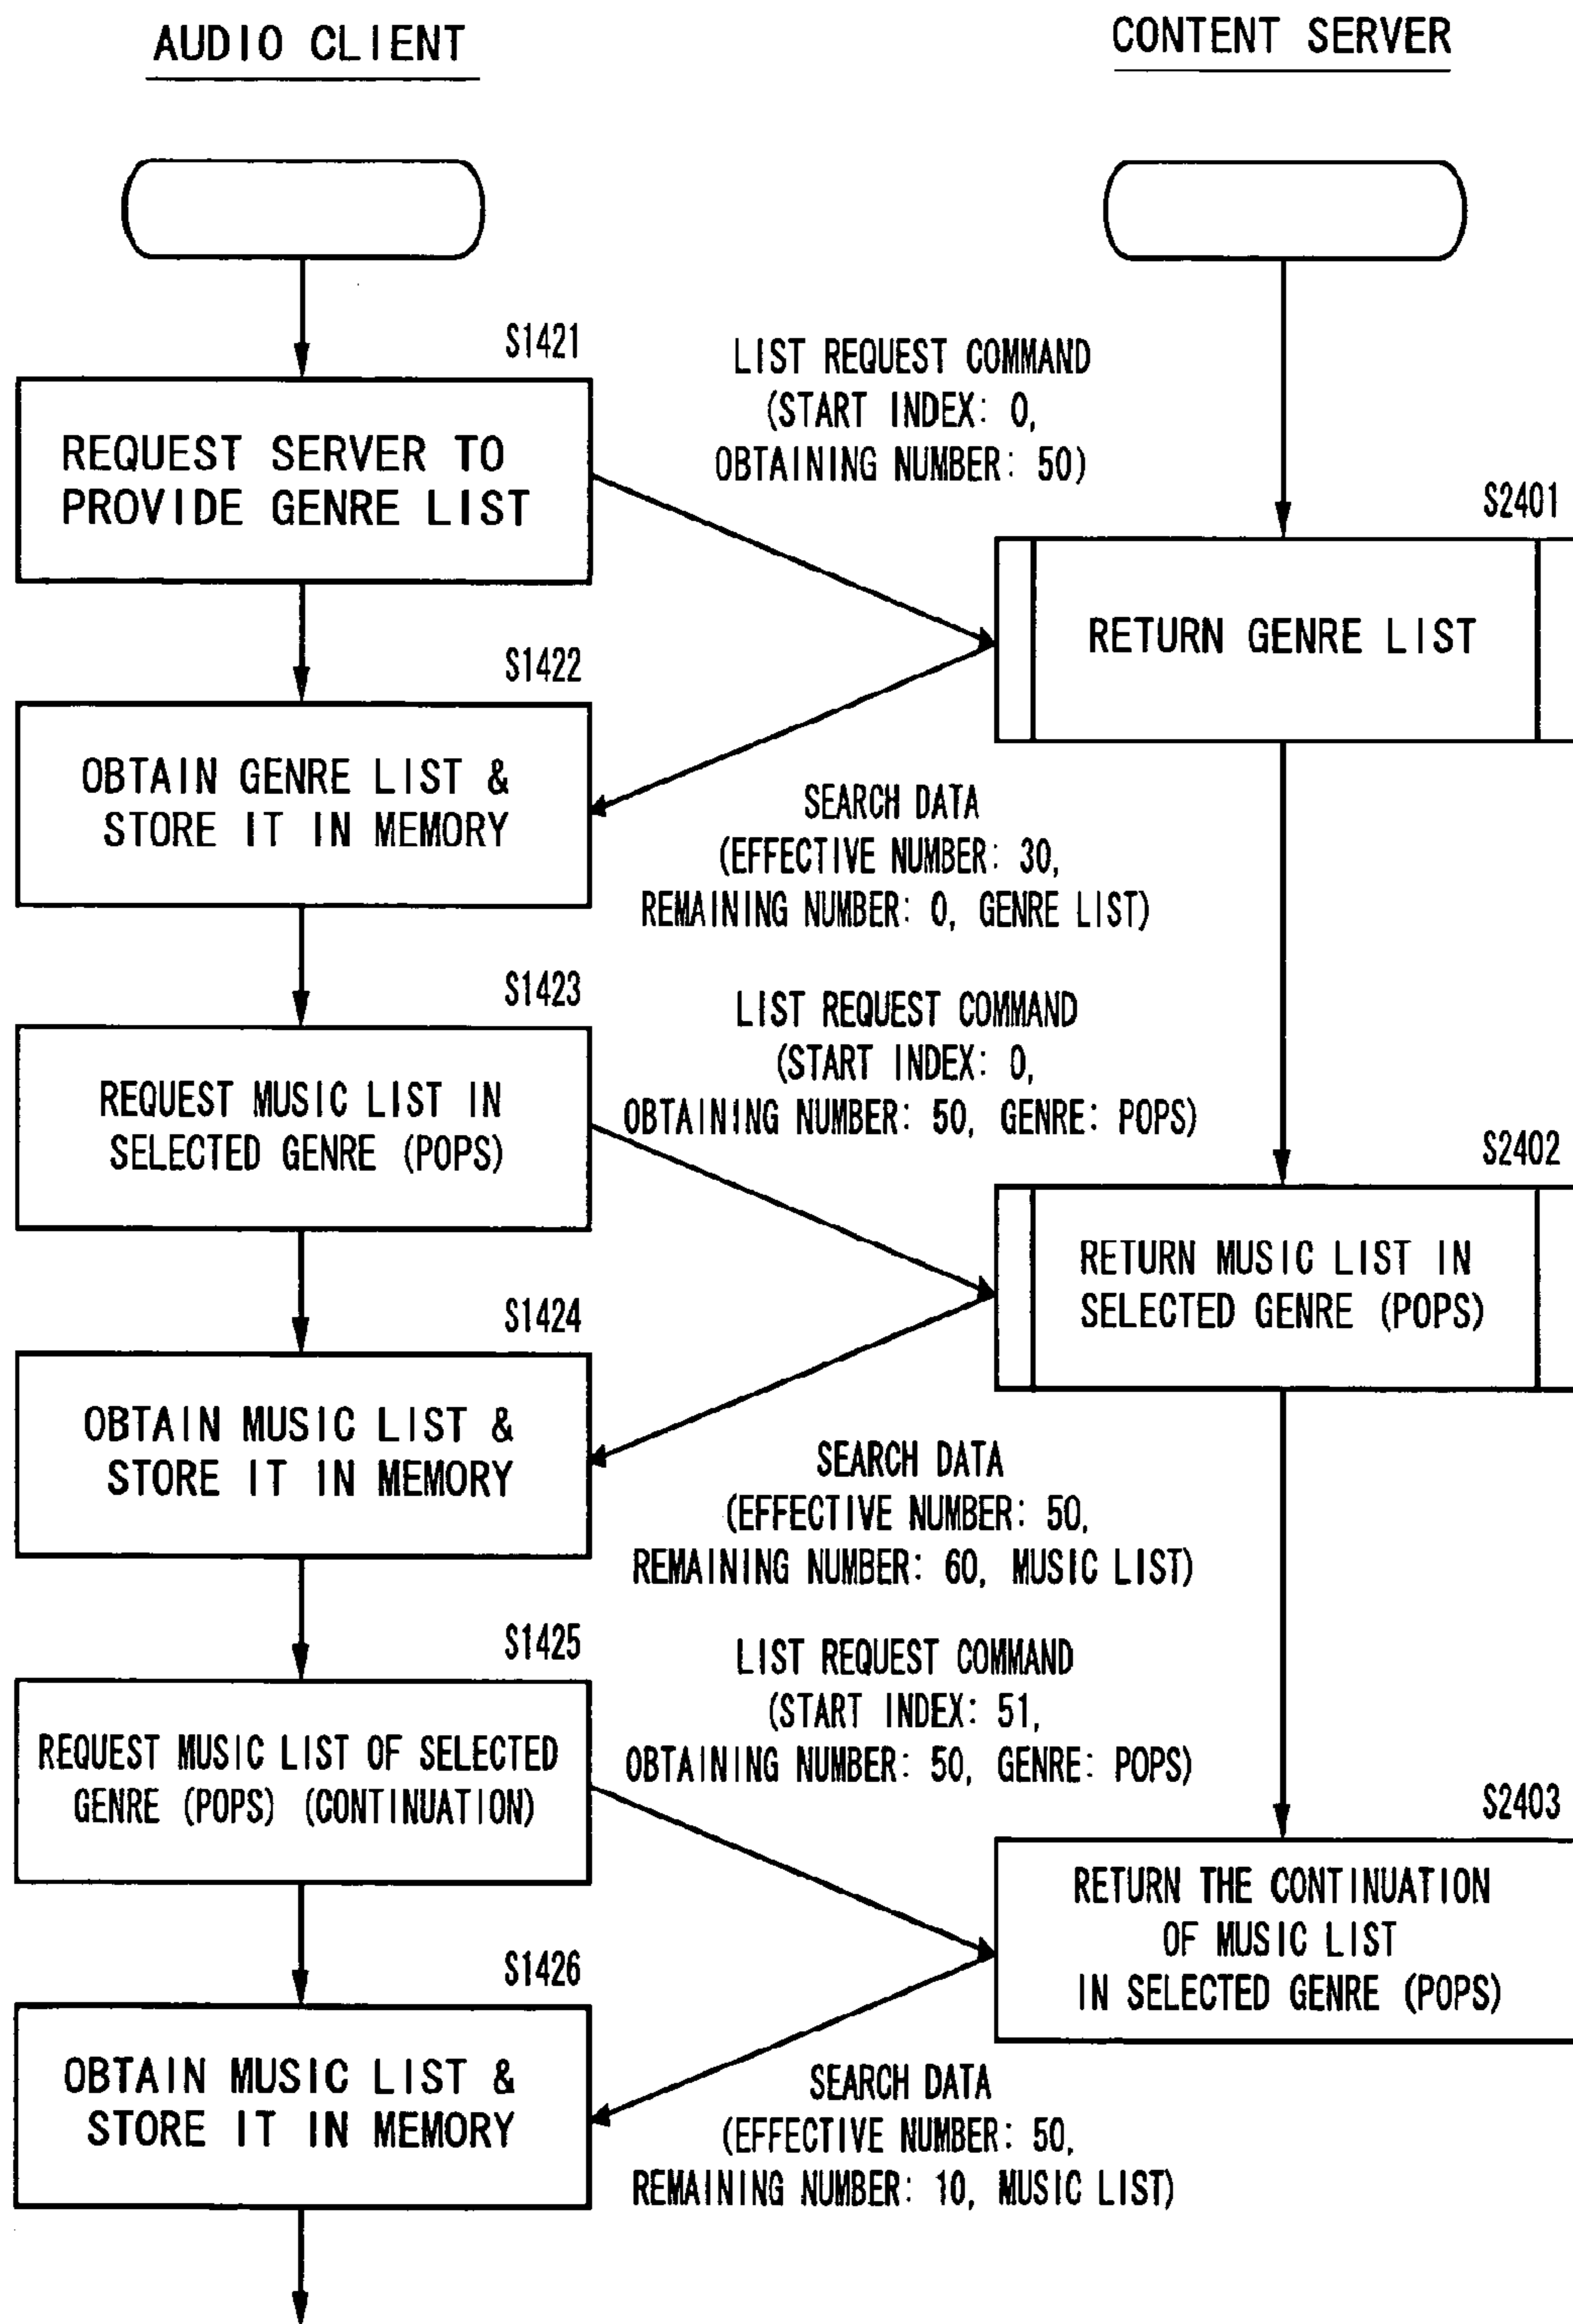 AUDIO CLIENT
CONTENT SERVER
S1421
REQUEST SERVER TO
PROVIDE GENRE LIST
LIST REQUEST COMMAND
(START INDEX: 0,
OBTAINING NUMBER: 50)
S2401
RETURN GENRE LIST
S1422
OBTAIN GENRE LIST &
STORE IT IN MEMORY
SEARCH DATA
(EFFECTIVE NUMBER: 30,
REMAINING NUMBER: 0, GENRE LIST)
S1423
REQUEST MUSIC LIST IN
SELECTED GENRE (POPS)
LIST REQUEST COMMAND
(START INDEX: 0,
OBTAINING NUMBER: 50, GENRE: POPS)
S2402
RETURN MUSIC LIST IN
SELECTED GENRE (POPS)
S1424
OBTAIN MUSIC LIST &
STORE IT IN MEMORY
SEARCH DATA
(EFFECTIVE NUMBER: 50,
REMAINING NUMBER: 60, MUSIC LIST)
S1425
REQUEST MUSIC LIST OF SELECTED
GENRE (POPS) (CONTINUATION)
LIST REQUEST COMMAND
(START INDEX: 51,
OBTAINING NUMBER: 50, GENRE: POPS)
S2403
RETURN THE CONTINUATION
OF MUSIC LIST
IN SELECTED GENRE (POPS)
S1426
OBTAIN MUSIC LIST &
STORE IT IN MEMORY
SEARCH DATA
(EFFECTIVE NUMBER: 50,
REMAINING NUMBER: 10, MUSIC LIST)